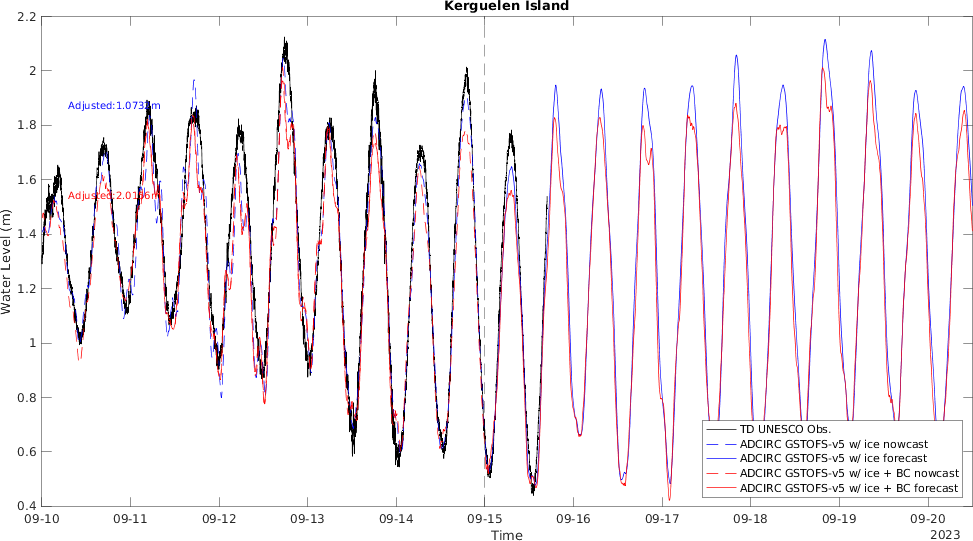 Kerguelen Island
2.2
2
1.8
1.6
1.4
1.2
1
0.8
0.6
0.4
Water Level (m)
Adjusted:1.0732m
TD UNESCO Obs.
ADCIRC GSTOFS-v5 w/ ice nowcast
ADCIRC GSTOFS-v5 w/ ice forecast
ADCIRC GSTOFS-v5 w/ ice + BC nowcast
ADCIRC GSTOFS-v5 w/ ice + BC forecast
09-10 09-11 09-12 09-13 09-14 09-15 09-16 09-17 09-18 09-19 09-20
Time
2023